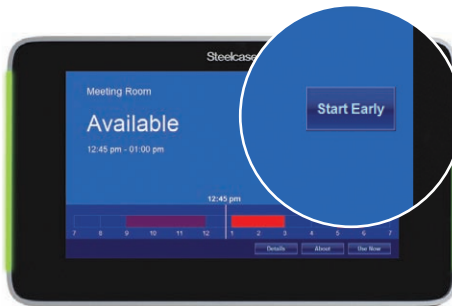 Steelcase
Meeting Room
Available
12:45 pm - 01:00 pm
Start Early
12:45 pm
7 8 9 10 11 12 1 2 3 4 5 6 7
Details About Use Now